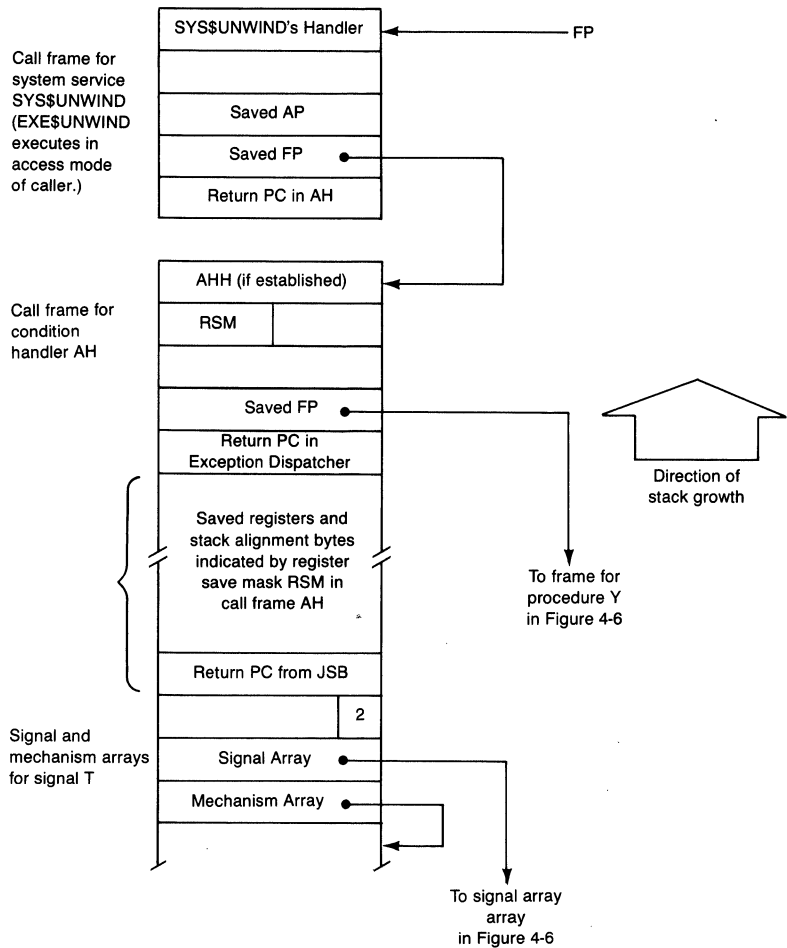 SYS$UNWIND's Handler
FP
Call frame for
system service
SYS$UNWIND
(EXE$UNWIND
executes in
access mode
of caller.)
Saved AP
Saved FP
Return PC in AH
AHH (if established)
Call frame for
condition
handler AH
RSM
Saved FP
Return PC in
Exception Dispatcher
Direction of
stack growth
Saved registers and
stack alignment bytes
indicated by register
save mask RSM in
call frame AH
To frame for
procedure Y
in Figure 4-6
Return PC from JSB
2
Signal and
mechanism arrays
for signal T
Signal Array
Mechanism Array
To signal array
array
in Figure 4-6